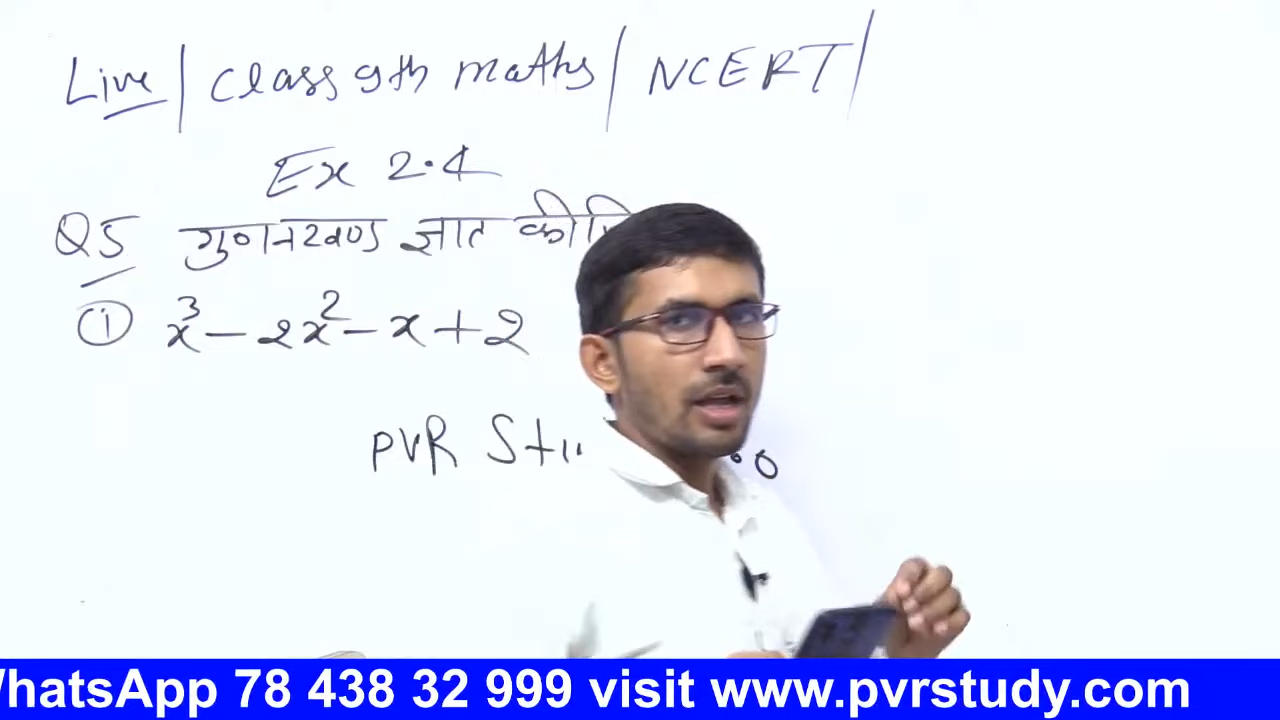 Live | Class 9th maths | NCERT |
Ex 2.4
Q5 गुणनखण्ड ज्ञात
① x³ - 2x² - x + 2
PVR
WhatsApp 78 438 32 999 visit www.pvrstudy.com